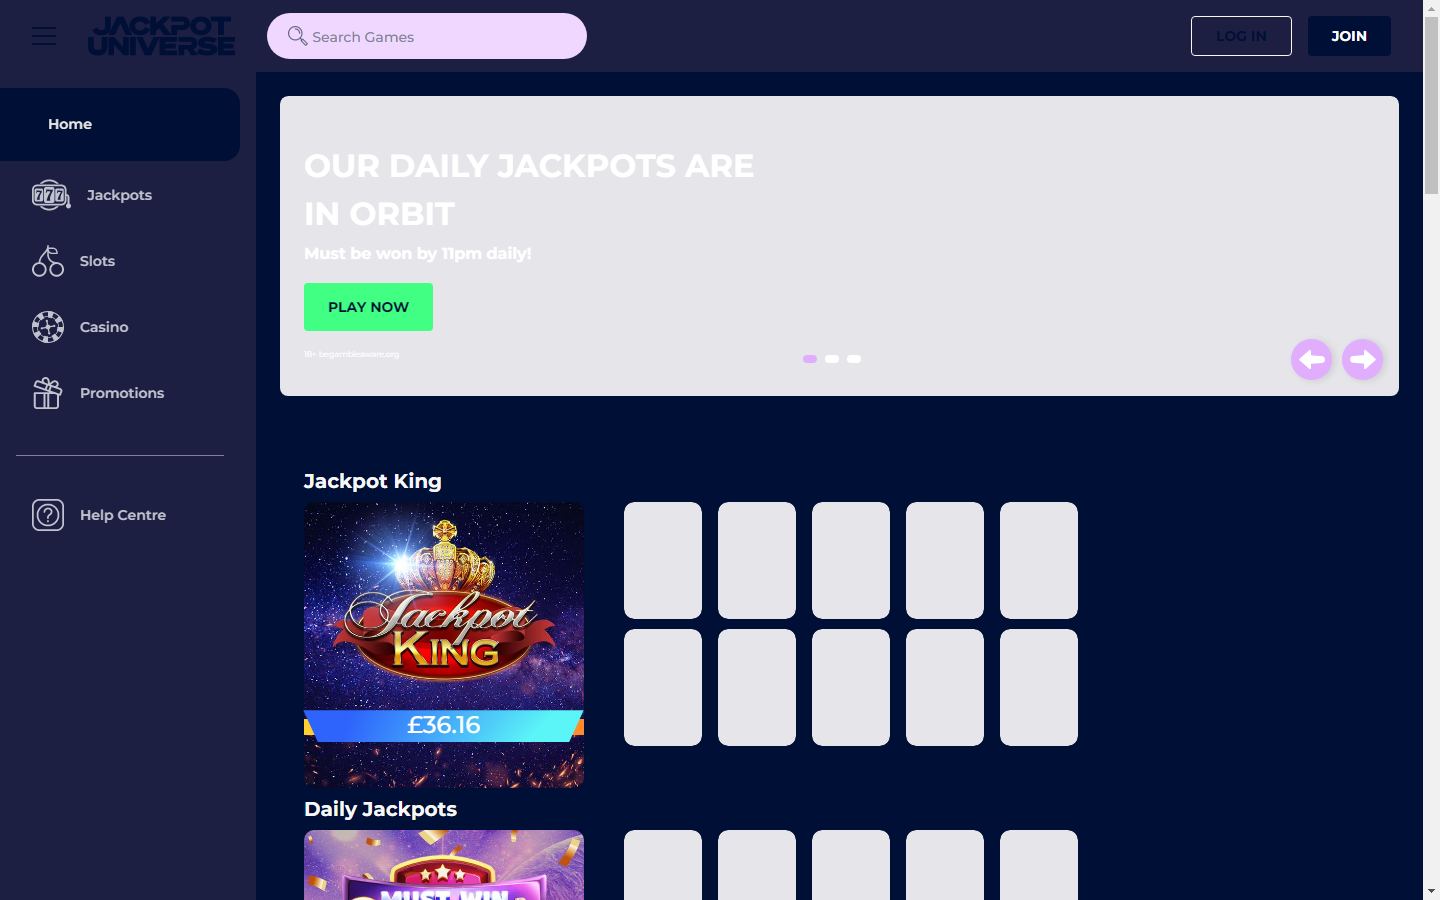 JACKPOT
UNIVERSE
Search Games
LOG IN
JOIN
Home
Jackpots
Slots
Casino
Promotions
Help Centre
OUR DAILY JACKPOTS ARE
IN ORBIT
Must be won by 11pm daily!
PLAY NOW
18+ begambleaware.org
Jackpot King
Jackpot
KING
£36.16
Daily Jackpots
MUST WIN